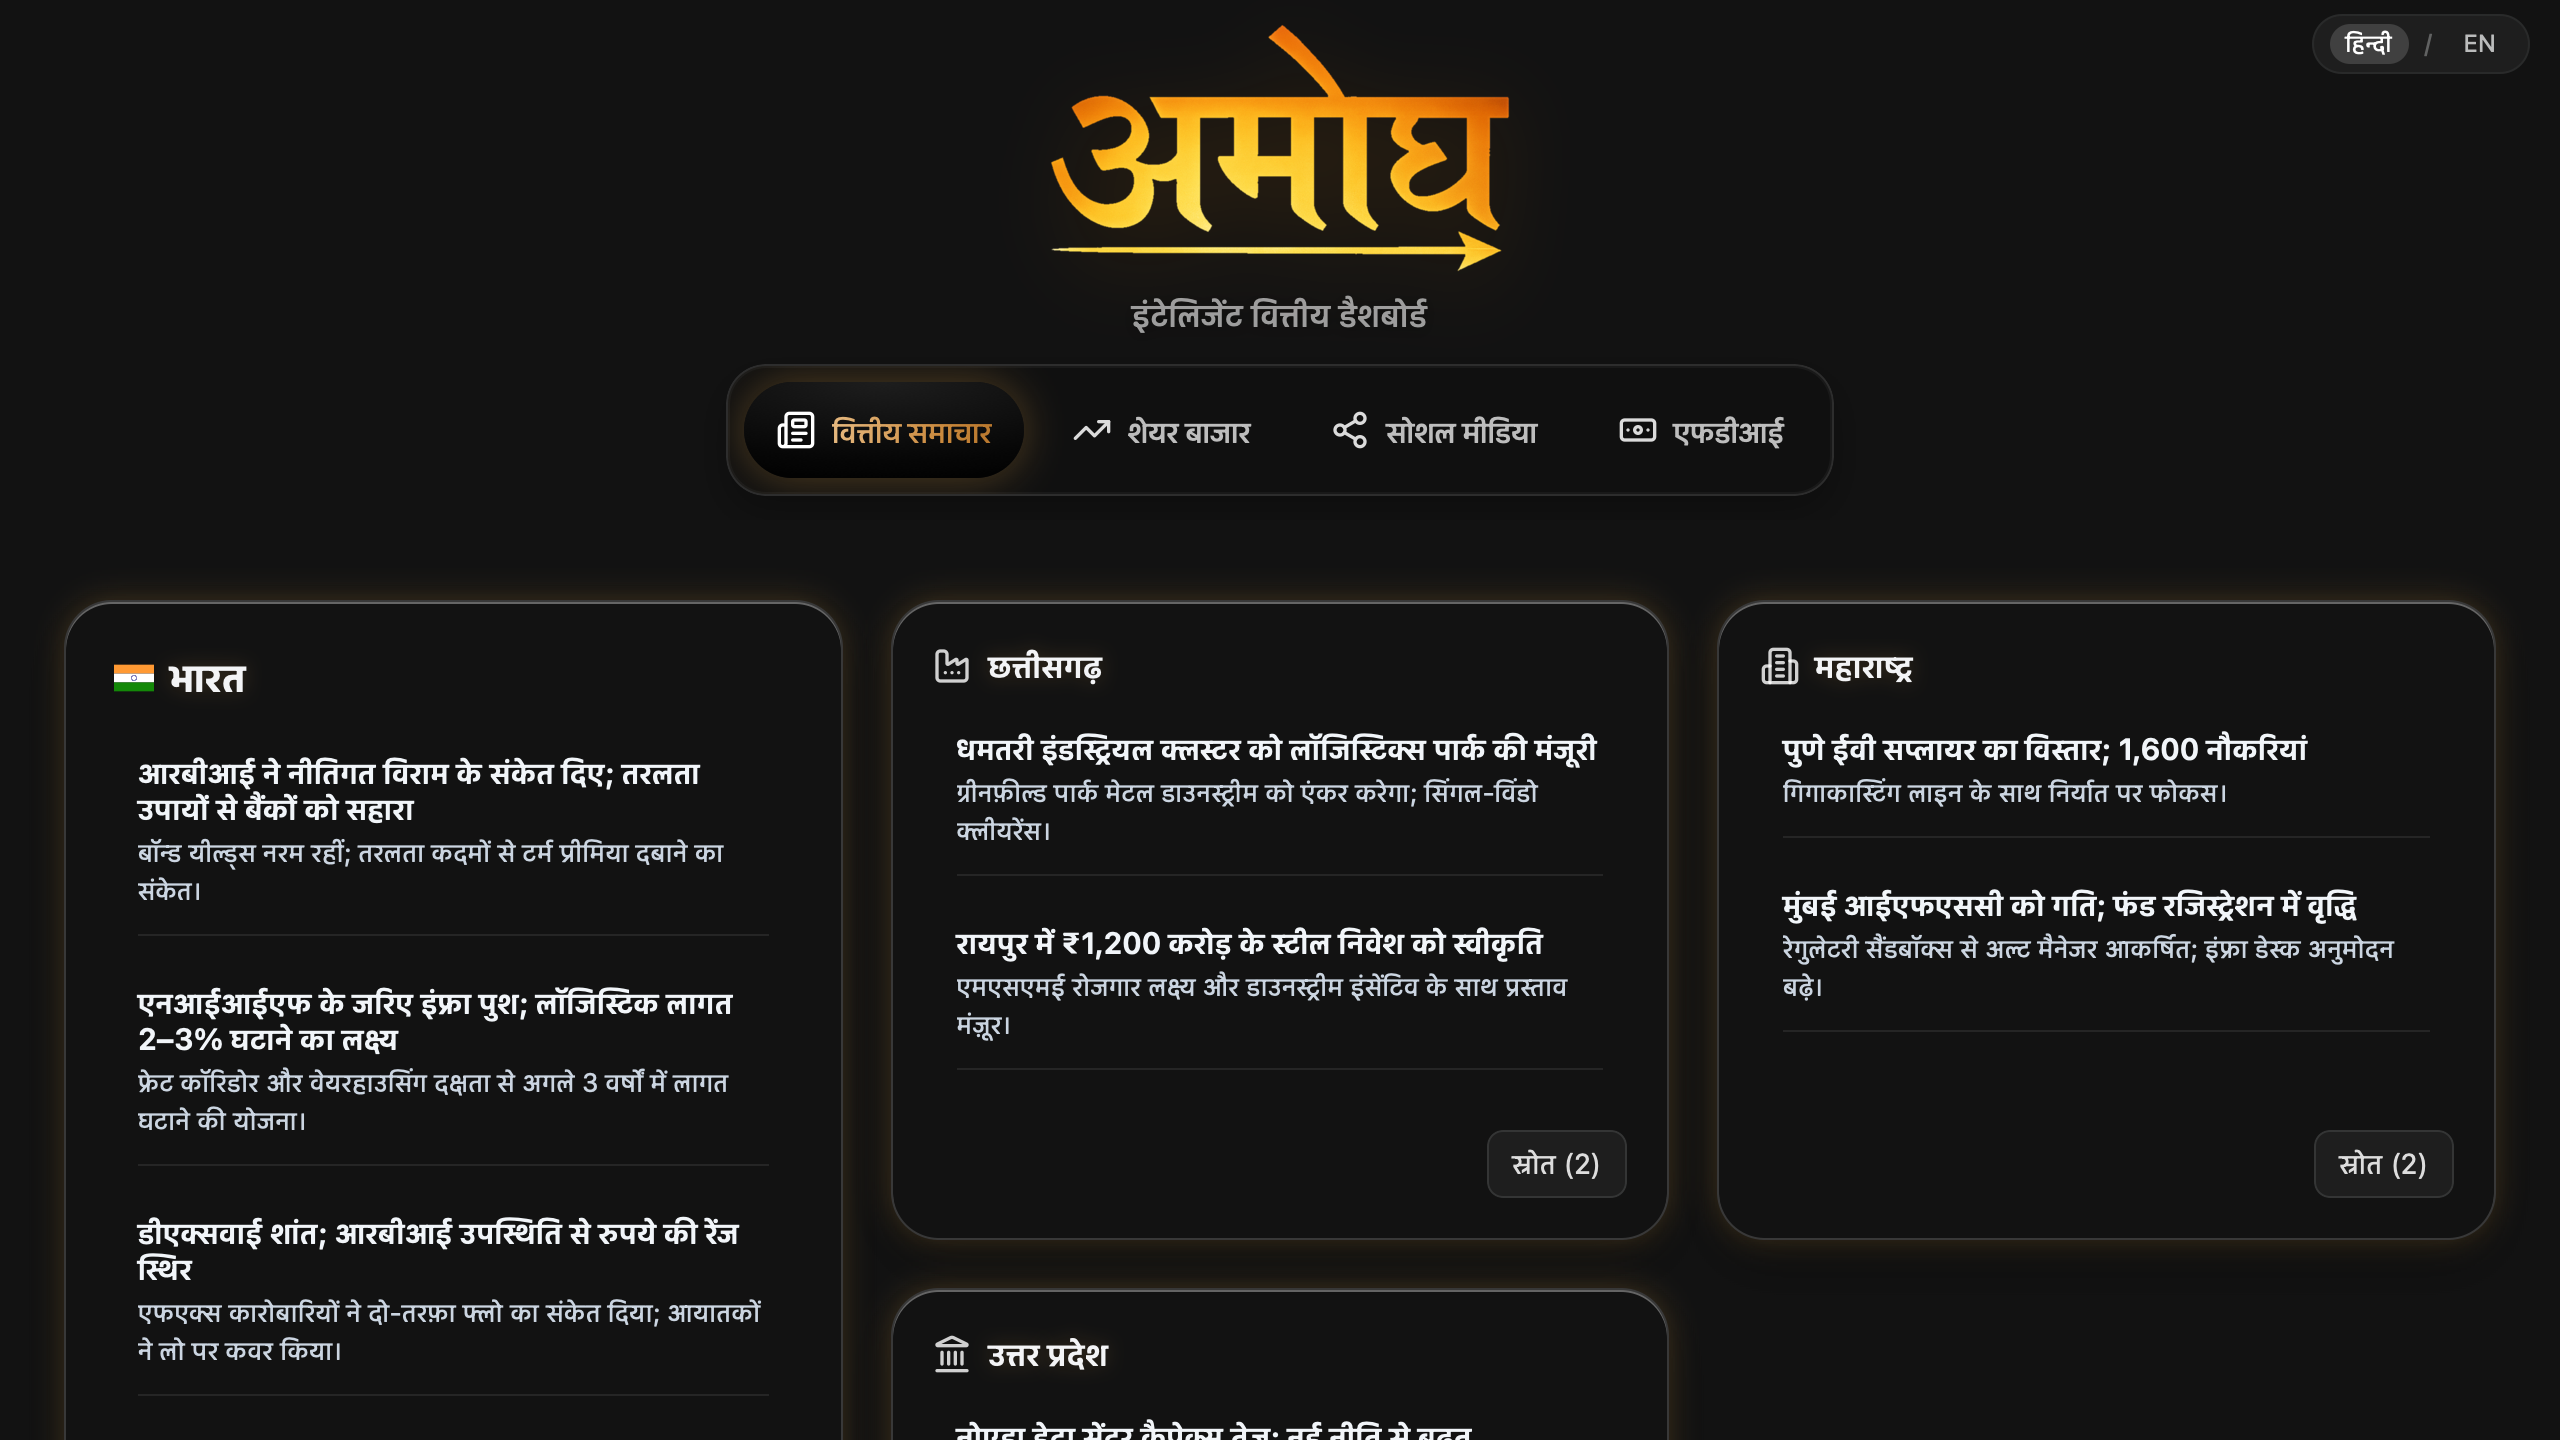 हिन्दी / EN
अमोघ
इंटेलिजेंट वित्तीय डैशबोर्ड
वित्तीय समाचार
शेयर बाजार
सोशल मीडिया
एफडीआई
भारत
आरबीआई ने नीतिगत विराम के संकेत दिए; तरलता
उपायों से बैंकों को सहारा
बॉन्ड यील्ड्स नरम रहीं; तरलता कदमों से टर्म प्रीमिया दबाने का
संकेत।
एनआईआईएफ के जरिए इंफ्रा पुश; लॉजिस्टिक लागत
2–3% घटाने का लक्ष्य
फ्रेट कॉरिडोर और वेयरहाउसिंग दक्षता से अगले 3 वर्षों में लागत
घटाने की योजना।
डीएक्सवाई शांत; आरबीआई उपस्थिति से रुपये की रेंज
स्थिर
एफएक्स कारोबारियों ने दो-तरफ़ा फ्लो का संकेत दिया; आयातकों
ने लो पर कवर किया।
छत्तीसगढ़
धमतरी इंडस्ट्रियल क्लस्टर को लॉजिस्टिक्स पार्क की मंजूरी
ग्रीनफ़ील्ड पार्क मेटल डाउनस्ट्रीम को एंकर करेगा; सिंगल-विंडो
क्लीयरेंस।
रायपुर में ₹1,200 करोड़ के स्टील निवेश को स्वीकृति
एमएसएमई रोजगार लक्ष्य और डाउनस्ट्रीम इंसेंटिव के साथ प्रस्ताव
मंज़ूर।
स्रोत (2)
महाराष्ट्र
पुणे ईवी सप्लायर का विस्तार; 1,600 नौकरियां
गिगाकास्टिंग लाइन के साथ निर्यात पर फोकस।
मुंबई आईएफएससी को गति; फंड रजिस्ट्रेशन में वृद्धि
रेगुलेटरी सैंडबॉक्स से अल्ट मैनेजर आकर्षित; इंफ्रा डेस्क अनुमोदन
बढ़े।
स्रोत (2)
उत्तर प्रदेश
नोएडा डेटा सेंटर कैपेक्स तेज; नई नीति से बढ़त